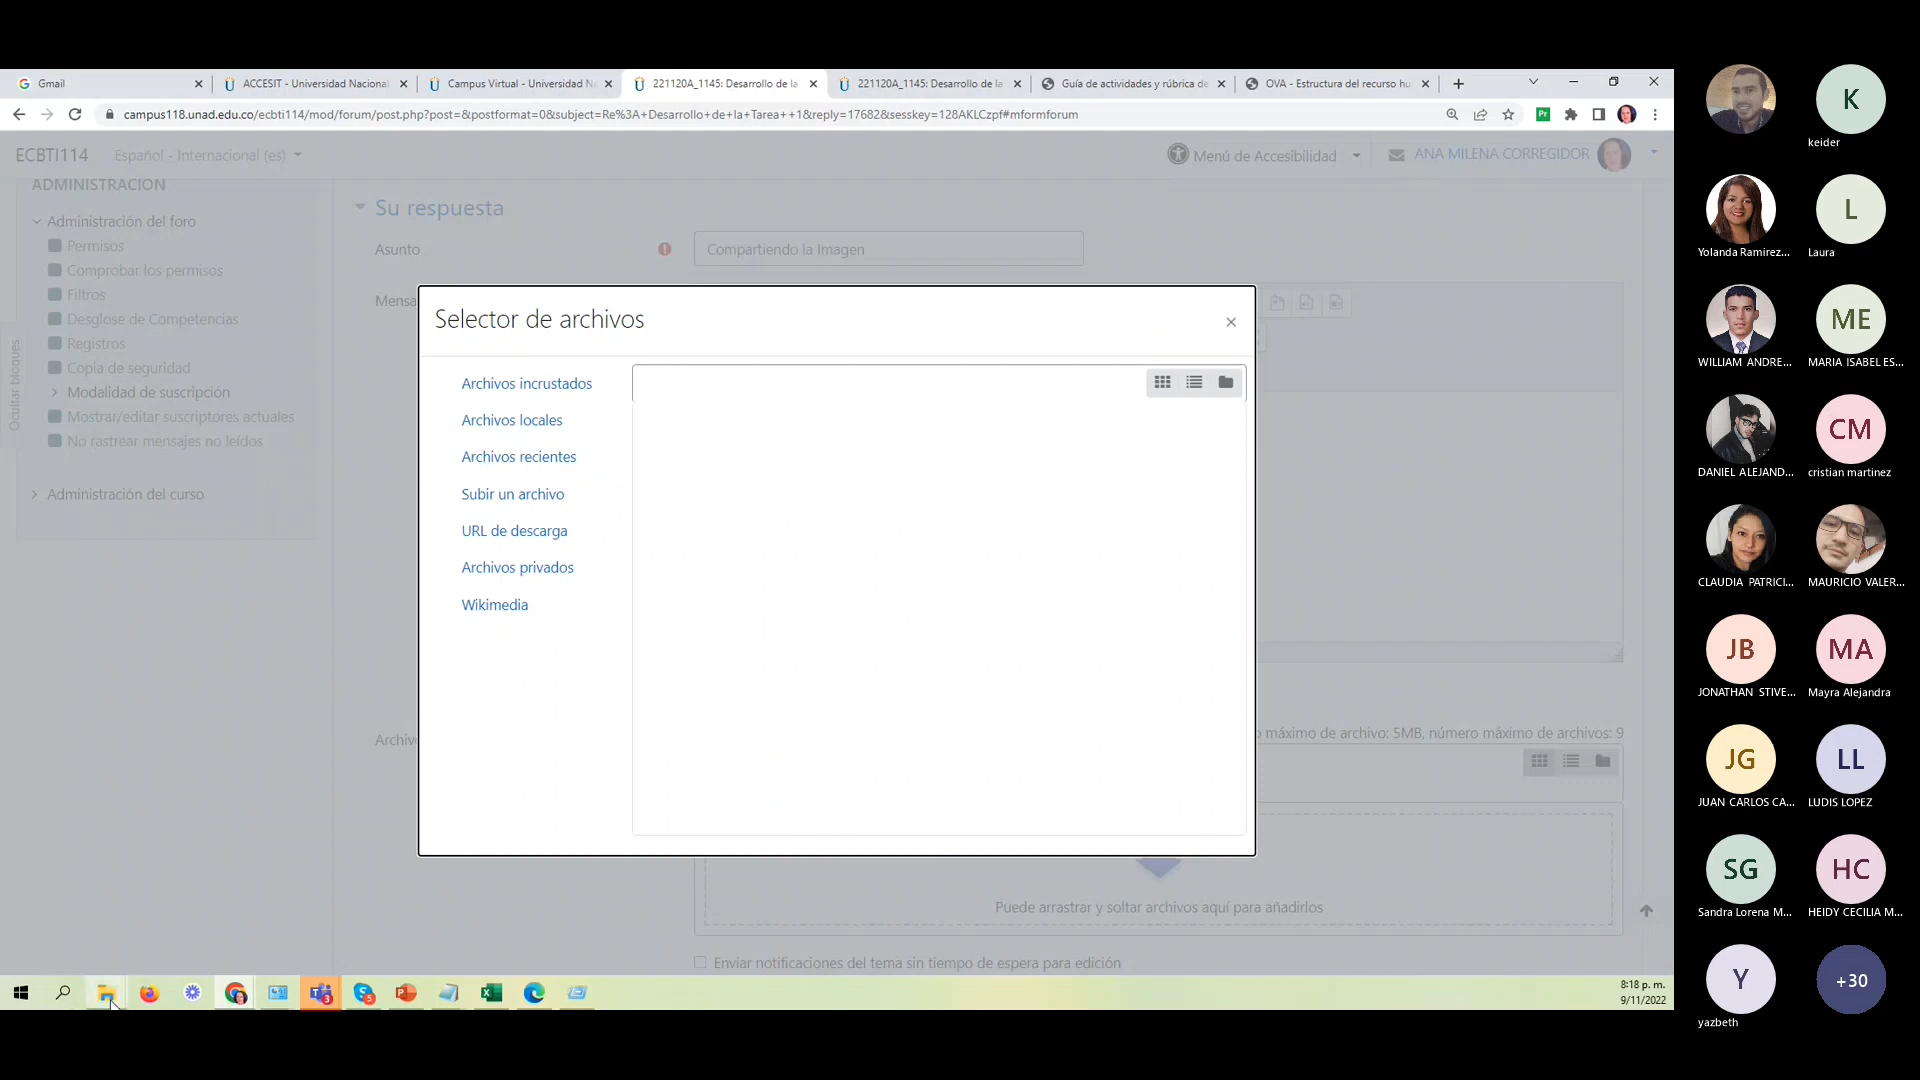 Gmail
ACCESIT - Universidad Nacional
Campus Virtual - Universidad N
221120A_1145: Desarrollo de la
221120A_1145: Desarrollo de la
Guía de actividades y rúbrica de
OVA - Estructura del recurso hu
campus118.unad.edu.co/ecbti114/mod/forum/post.php?post=&postformat=0&subject=Re%3A+Desarrollo+de+la+Tarea++1&reply=17682&sesskey=128AKLCzpf#mformforum
Pr
ECBTI114
Español - Internacional (es)
Menú de Accesibilidad
ANA MILENA CORREGIDOR
ADMINISTRACIÓN
Administración del foro
Permisos
Comprobar los permisos
Filtros
Desglose de Competencias
Registros
Copia de seguridad
Modalidad de suscripción
Mostrar/editar suscriptores actuales
No rastrear mensajes no leídos
Administración del curso
Ocultar bloques
Su respuesta
Asunto
Compartiendo la Imagen
Mensa
Selector de archivos
Archivos incrustados
Archivos locales
Archivos recientes
Subir un archivo
URL de descarga
Archivos privados
Wikimedia
Archivo
máximo de archivo: 5MB, número máximo de archivos: 9
Puede arrastrar y soltar archivos aquí para añadirlos
Enviar notificaciones del tema sin tiempo de espera para edición
8:18 p. m.
9/11/2022
K
keider
Yolanda Ramirez...
L
Laura
WILLIAM ANDRE...
ME
MARIA ISABEL ES...
DANIEL ALEJAND...
CM
cristian martinez
CLAUDIA PATRICI...
MAURICIO VALER...
JB
JONATHAN STIVE...
MA
Mayra Alejandra
JG
JUAN CARLOS CA...
LL
LUDIS LOPEZ
SG
Sandra Lorena M...
HC
HEIDY CECILIA M...
Y
yazbeth
+30